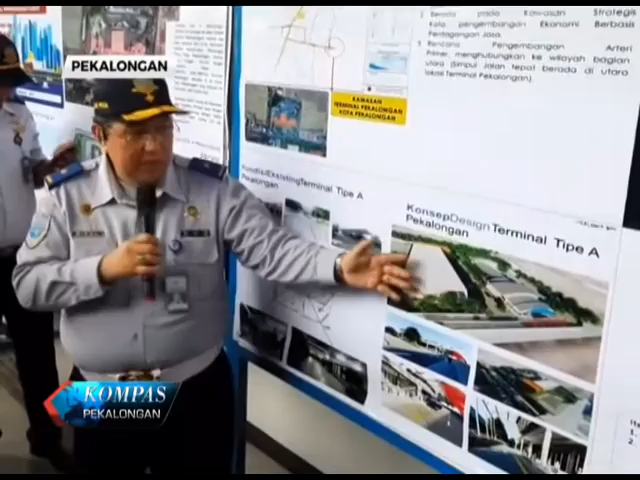 KOMPAS
PEKALONGAN
Berada pada Kawasan Strategis
Kota pengembangan Ekonomi Berbasis
Perdagangan Jasa.
Rencana Pengembangan Arteri
Primer, menghubungkan ke wilayah bagian
utara (Simpul Jalan tepat berada di utara
lokasi Terminal Pekalongan).
KAWASAN
TERMINAL PEKALONGAN
KOTA PEKALONGAN
Kondisi Eksisting Terminal Tipe A
Pekalongan
Konsep Design Terminal Tipe A
Pekalongan
KOMPAS
PEKALONGAN